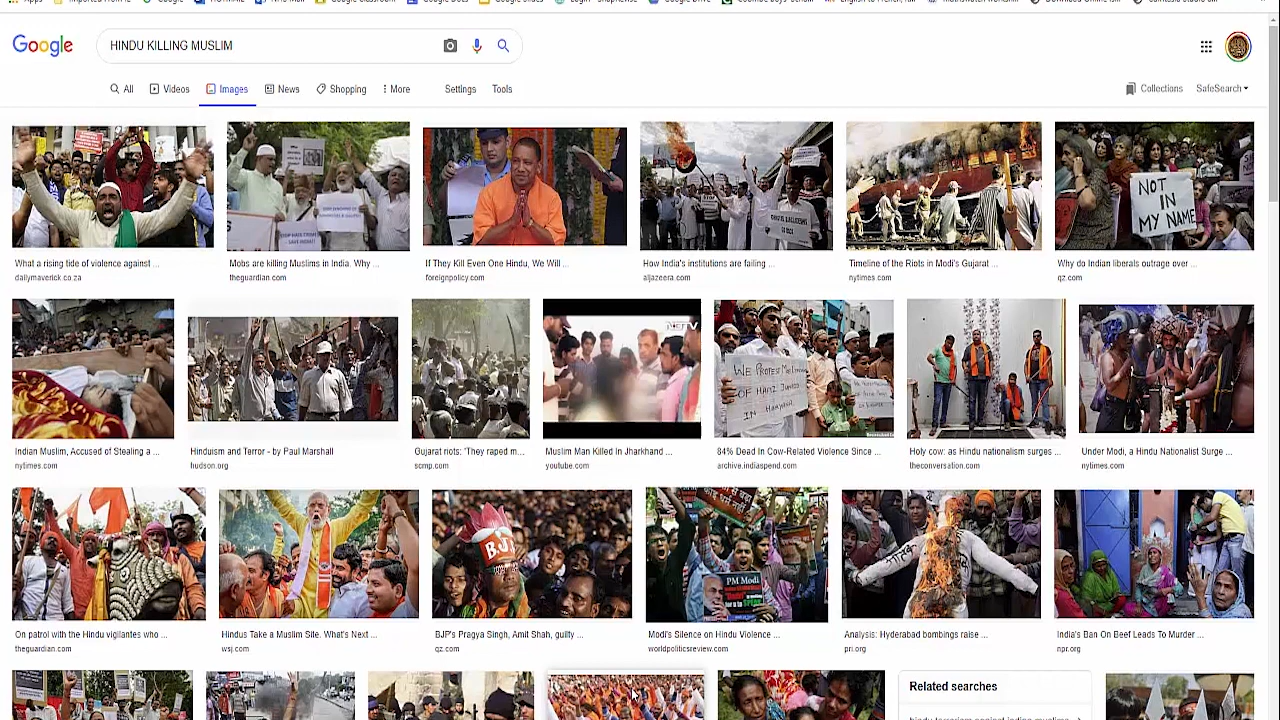 Apps
Google
HINDU KILLING MUSLIM
All
Videos
Images
News
Shopping
More
Settings
Tools
Collections
SafeSearch
NOT
IN
MY NAME
What a rising tide of violence against ...
dailymaverick.co.za
Mobs are killing Muslims in India. Why ...
theguardian.com
If They Kill Even One Hindu, We Will ...
foreignpolicy.com
How India's institutions are failing ...
aljazeera.com
Timeline of the Riots in Modi's Gujarat ...
nytimes.com
Why do Indian liberals outrage over ...
qz.com
NDTV
WE PROTEST
Indian Muslim, Accused of Stealing a ...
nytimes.com
Hinduism and Terror - by Paul Marshall
hudson.org
Gujarat riots: 'They raped m...
scmp.com
Muslim Man Killed In Jharkhand ...
youtube.com
84% Dead In Cow-Related Violence Since ...
archive.indiaspend.com
Holy cow: as Hindu nationalism surges ...
theconversation.com
Under Modi, a Hindu Nationalist Surge ...
nytimes.com
B.J.P
PM Modi
On patrol with the Hindu vigilantes who ...
theguardian.com
Hindus Take a Muslim Site. What's Next ...
wsj.com
BJP's Pragya Singh, Amit Shah, guilty ...
qz.com
Modi's Silence on Hindu Violence ...
worldpoliticsreview.com
Analysis: Hyderabad bombings raise ...
pri.org
India's Ban On Beef Leads To Murder ...
npr.org
Related searches